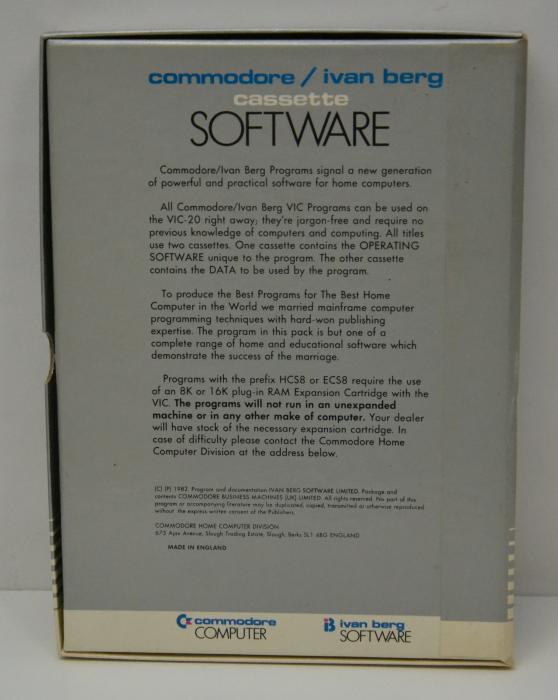 commodore / ivan berg
cassette
SOFTWARE
Commodore/Ivan Berg Programs signal a new generation
of powerful and practical software for home computers.
All Commodore/Ivan Berg VIC Programs can be used on
the VIC-20 right away; they're jargon-free and require no
previous knowledge of computers and computing. All titles
use two cassettes. One cassette contains the OPERATING
SOFTWARE unique to the program. The other cassette
contains the DATA to be used by the program.
To produce the Best Programs for The Best Home
Computer in the World we married mainframe computer
programming techniques with hard-won publishing
expertise. The program in this pack is but one of a
complete range of home and educational software which
demonstrate the success of the marriage.
Programs with the prefix HCS8 or ECS8 require the use
of an 8K or 16K plug-in RAM Expansion Cartridge with the
VIC. The programs will not run in an unexpanded
machine or in any other make of computer. Your dealer
will have stock of the necessary expansion cartridge. In
case of difficulty please contact the Commodore Home
Computer Division at the address below.
(C) (P) 1982. Program and documentation IVAN BERG SOFTWARE LIMITED. Package and
contents COMMODORE BUSINESS MACHINES (UK) LIMITED. All rights reserved. No part of this
program or accompanying literature may be duplicated, copied, transmitted or otherwise reproduced
without the express written consent of the Publishers.
COMMODORE HOME COMPUTER DIVISION
675 Ajax Avenue, Slough Trading Estate, Slough, Berks SL1 4BG ENGLAND
MADE IN ENGLAND
commodore
COMPUTER
ivan berg
SOFTWARE